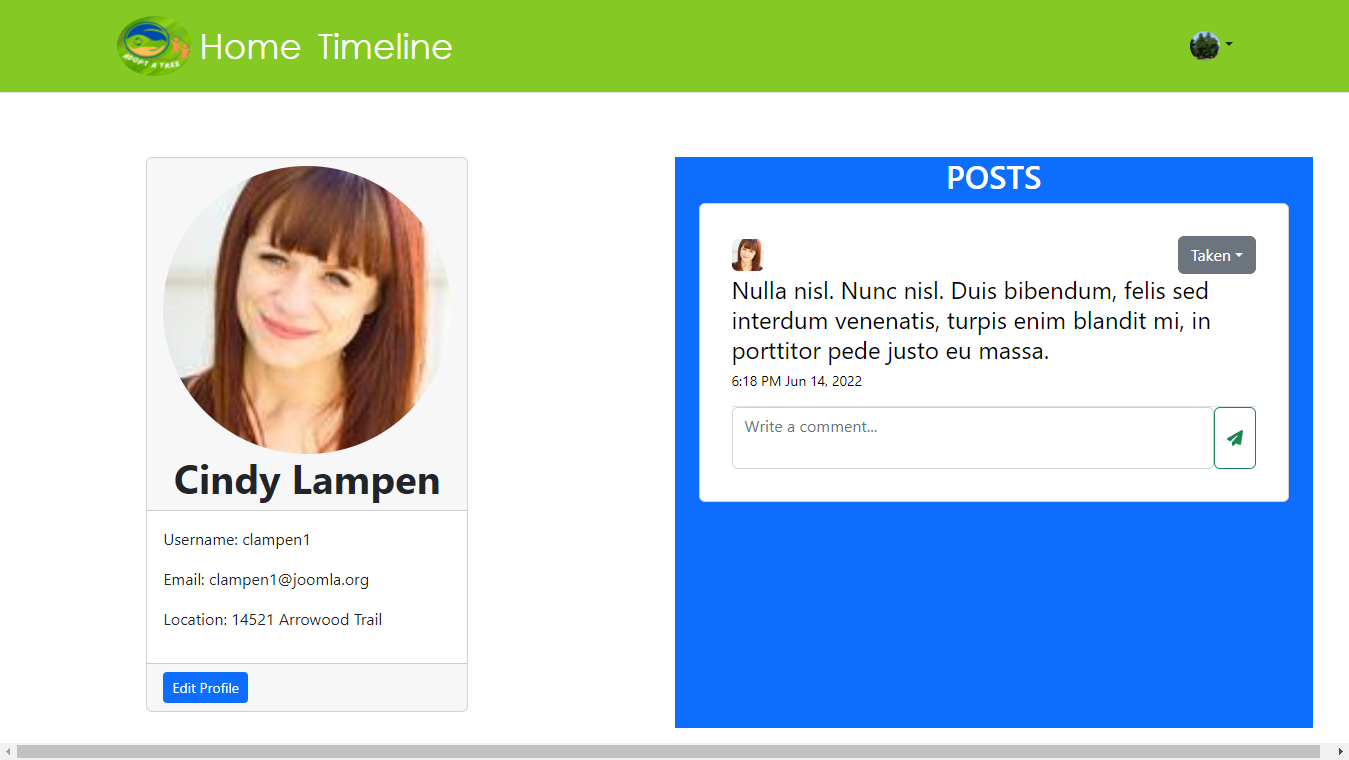 ADOPT A TREE
Home Timeline
Cindy Lampen
Username: clampen1
Email: clampen1@joomla.org
Location: 14521 Arrowood Trail
Edit Profile
POSTS
Taken
Nulla nisl. Nunc nisl. Duis bibendum, felis sed
interdum venenatis, turpis enim blandit mi, in
porttitor pede justo eu massa.
6:18 PM Jun 14, 2022
Write a comment...